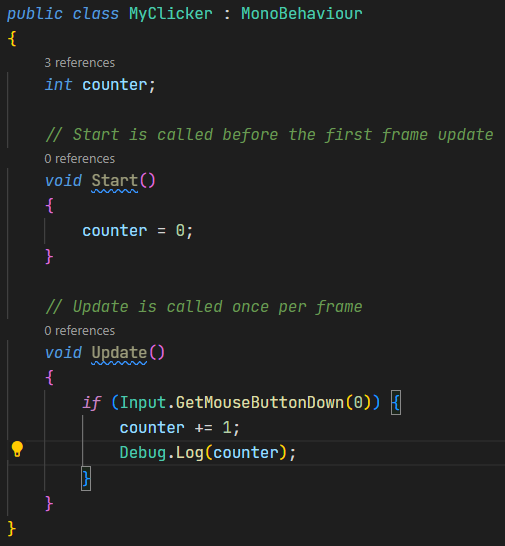 public class MyClicker : MonoBehaviour
{
3 references
int counter;
// Start is called before the first frame update
0 references
void Start()
{
counter = 0;
}
// Update is called once per frame
0 references
void Update()
{
if (Input.GetMouseButtonDown(0)) {
counter += 1;
Debug.Log(counter);
}
}
}